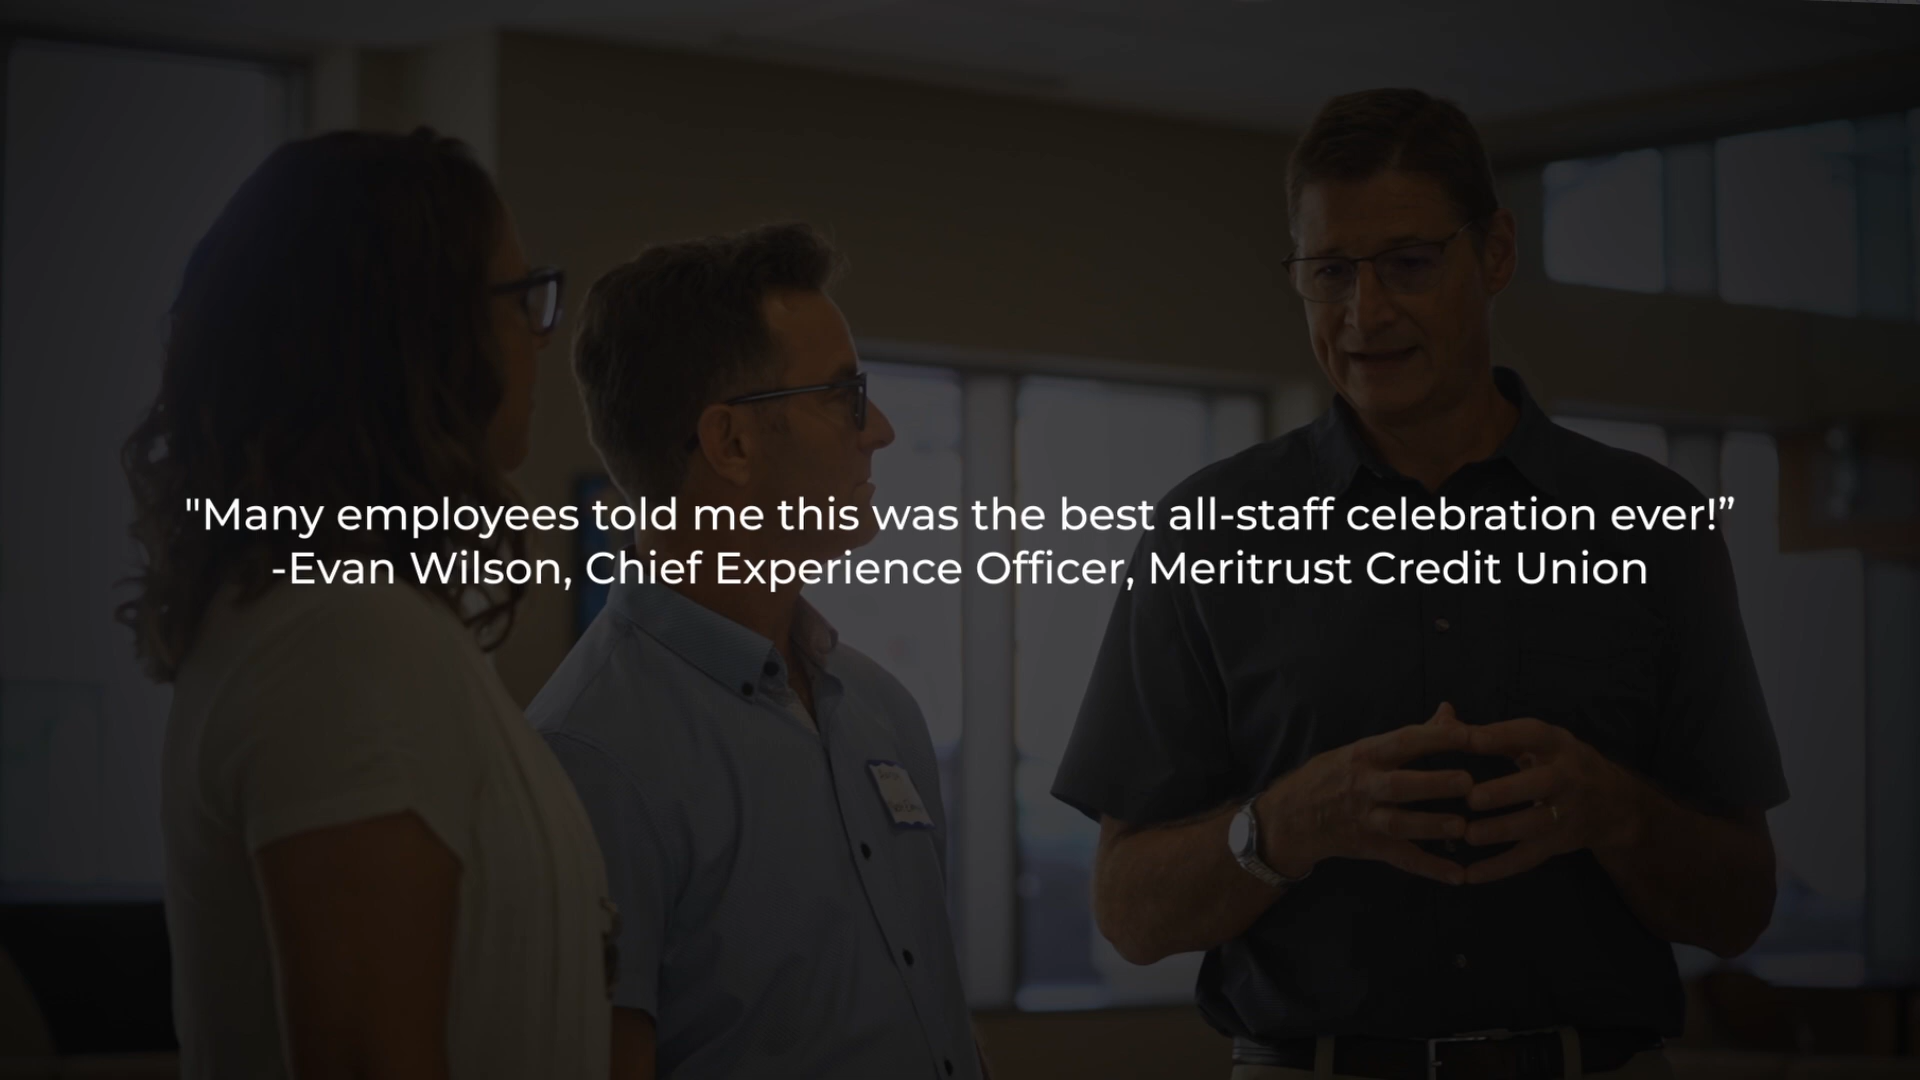 "Many employees told me this was the best all-staff celebration ever!”
-Evan Wilson, Chief Experience Officer, Meritrust Credit Union